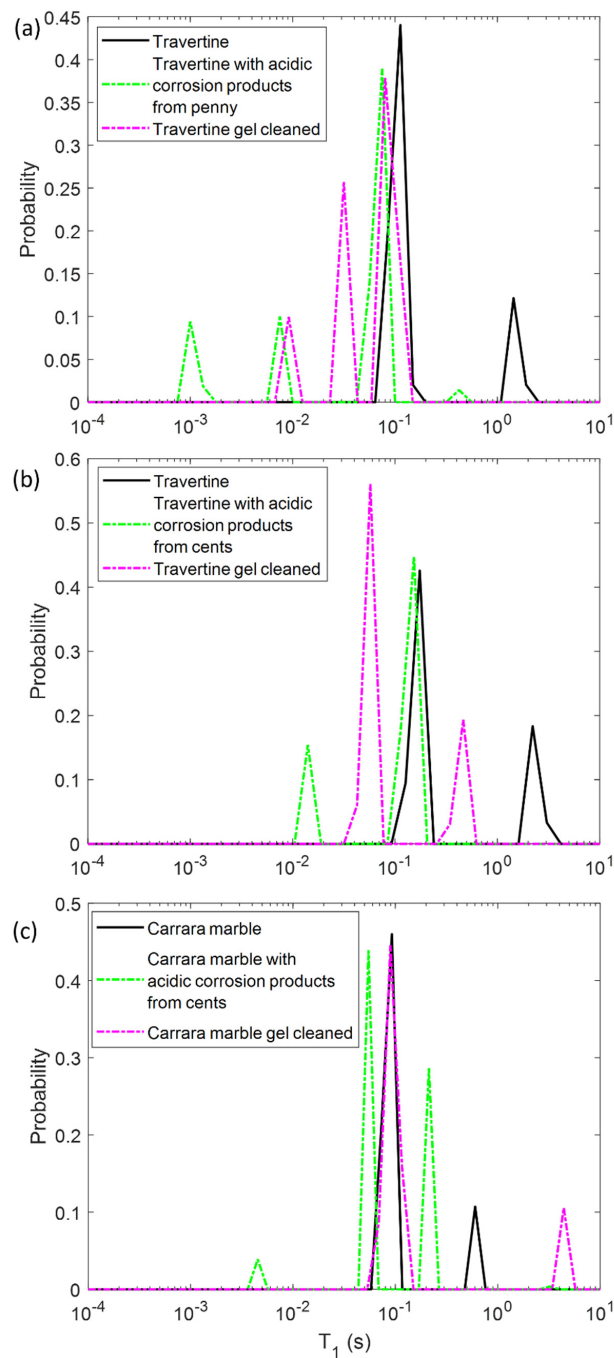 (a)
0.45
0.4
0.35
0.3
0.25
0.2
0.15
0.1
0.05
0
Probability
Travertine
Travertine with acidic
corrosion products
from penny
Travertine gel cleaned
10-4
10-3
10-2
10-1
100
101
(b)
0.6
0.5
0.4
0.3
0.2
0.1
0
Probability
Travertine
Travertine with acidic
corrosion products
from cents
Travertine gel cleaned
10-4
10-3
10-2
10-1
100
101
(c)
0.5
0.4
0.3
0.2
0.1
0
Probability
Carrara marble
Carrara marble with
acidic corrosion products
from cents
Carrara marble gel cleaned
10-4
10-3
10-2
10-1
100
101
T1 (s)